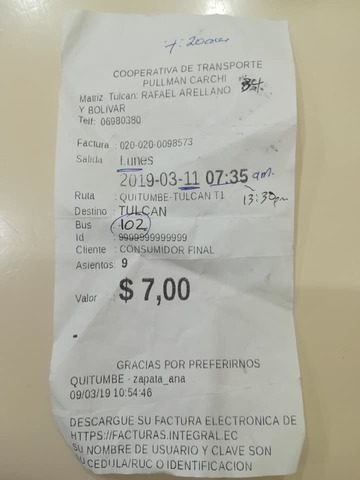 COOPERATIVA DE TRANSPORTE
PULLMAN CARCHI
Matriz Tulcan: RAFAEL ARELLANO
Y BOLIVAR
Telf: 06980380
Factura : 020-020-0098573
Salida Lunes
2019-03-11 07:35 am.
Ruta : QUITUMBE-TULCAN T1
13:30 pm
Destino : TULCAN
Bus 102
Id : 9999999999999
Cliente : CONSUMIDOR FINAL
Asientos: 9
Valor : $ 7,00
-
GRACIAS POR PREFERIRNOS
QUITUMBE - zapata_ana
09/03/19 10:54:46
DESCARGUE SU FACTURA ELECTRONICA DE
HTTPS://FACTURAS.INTEGRAL.EC
SU NOMBRE DE USUARIO Y CLAVE SON
SU CEDULA/RUC O IDENTIFICACION